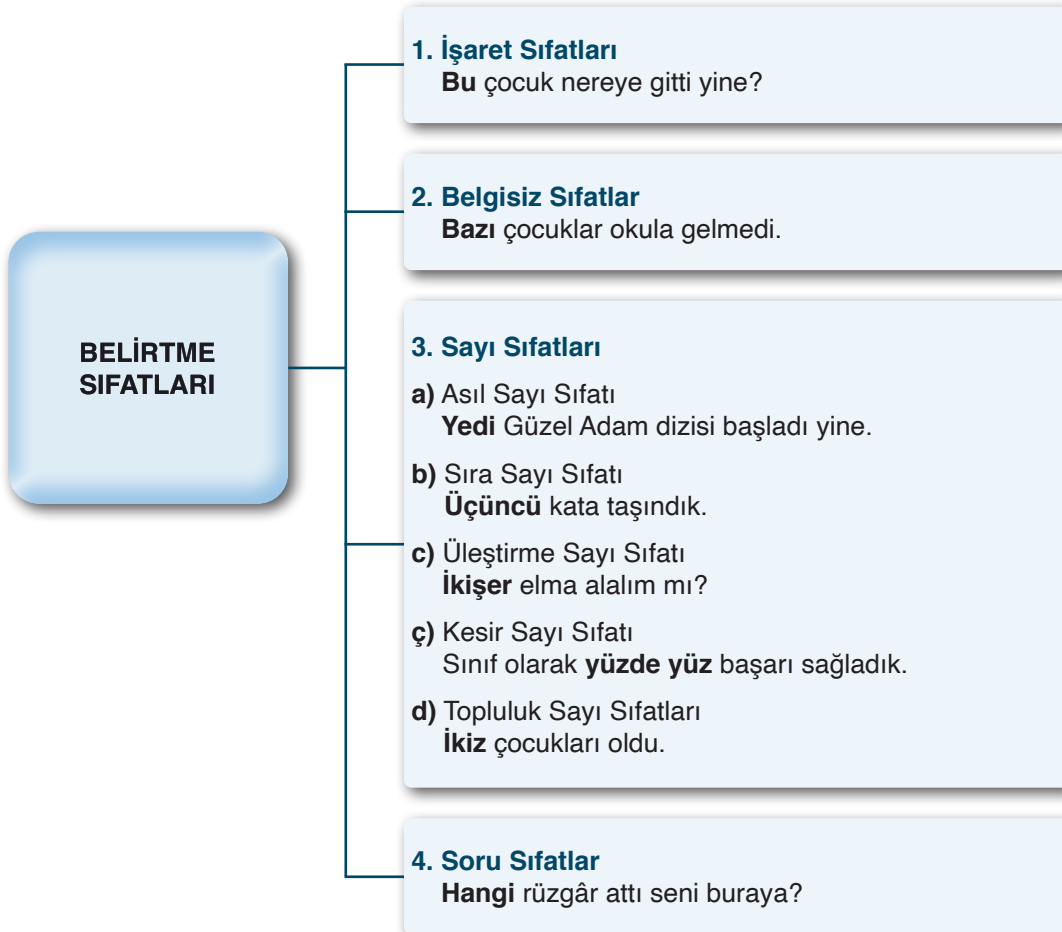 BELİRTME
SIFATLARI
1. İşaret Sıfatları
Bu çocuk nereye gitti yine?
2. Belgisiz Sıfatlar
Bazı çocuklar okula gelmedi.
3. Sayı Sıfatları
a) Asıl Sayı Sıfatı
Yedi Güzel Adam dizisi başladı yine.
b) Sıra Sayı Sıfatı
Üçüncü kata taşındık.
c) Üleştirme Sayı Sıfatı
İkişer elma alalım mı?
ç) Kesir Sayı Sıfatı
Sınıf olarak yüzde yüz başarı sağladık.
d) Topluluk Sayı Sıfatları
İkiz çocukları oldu.
4. Soru Sıfatlar
Hangi rüzgâr attı seni buraya?